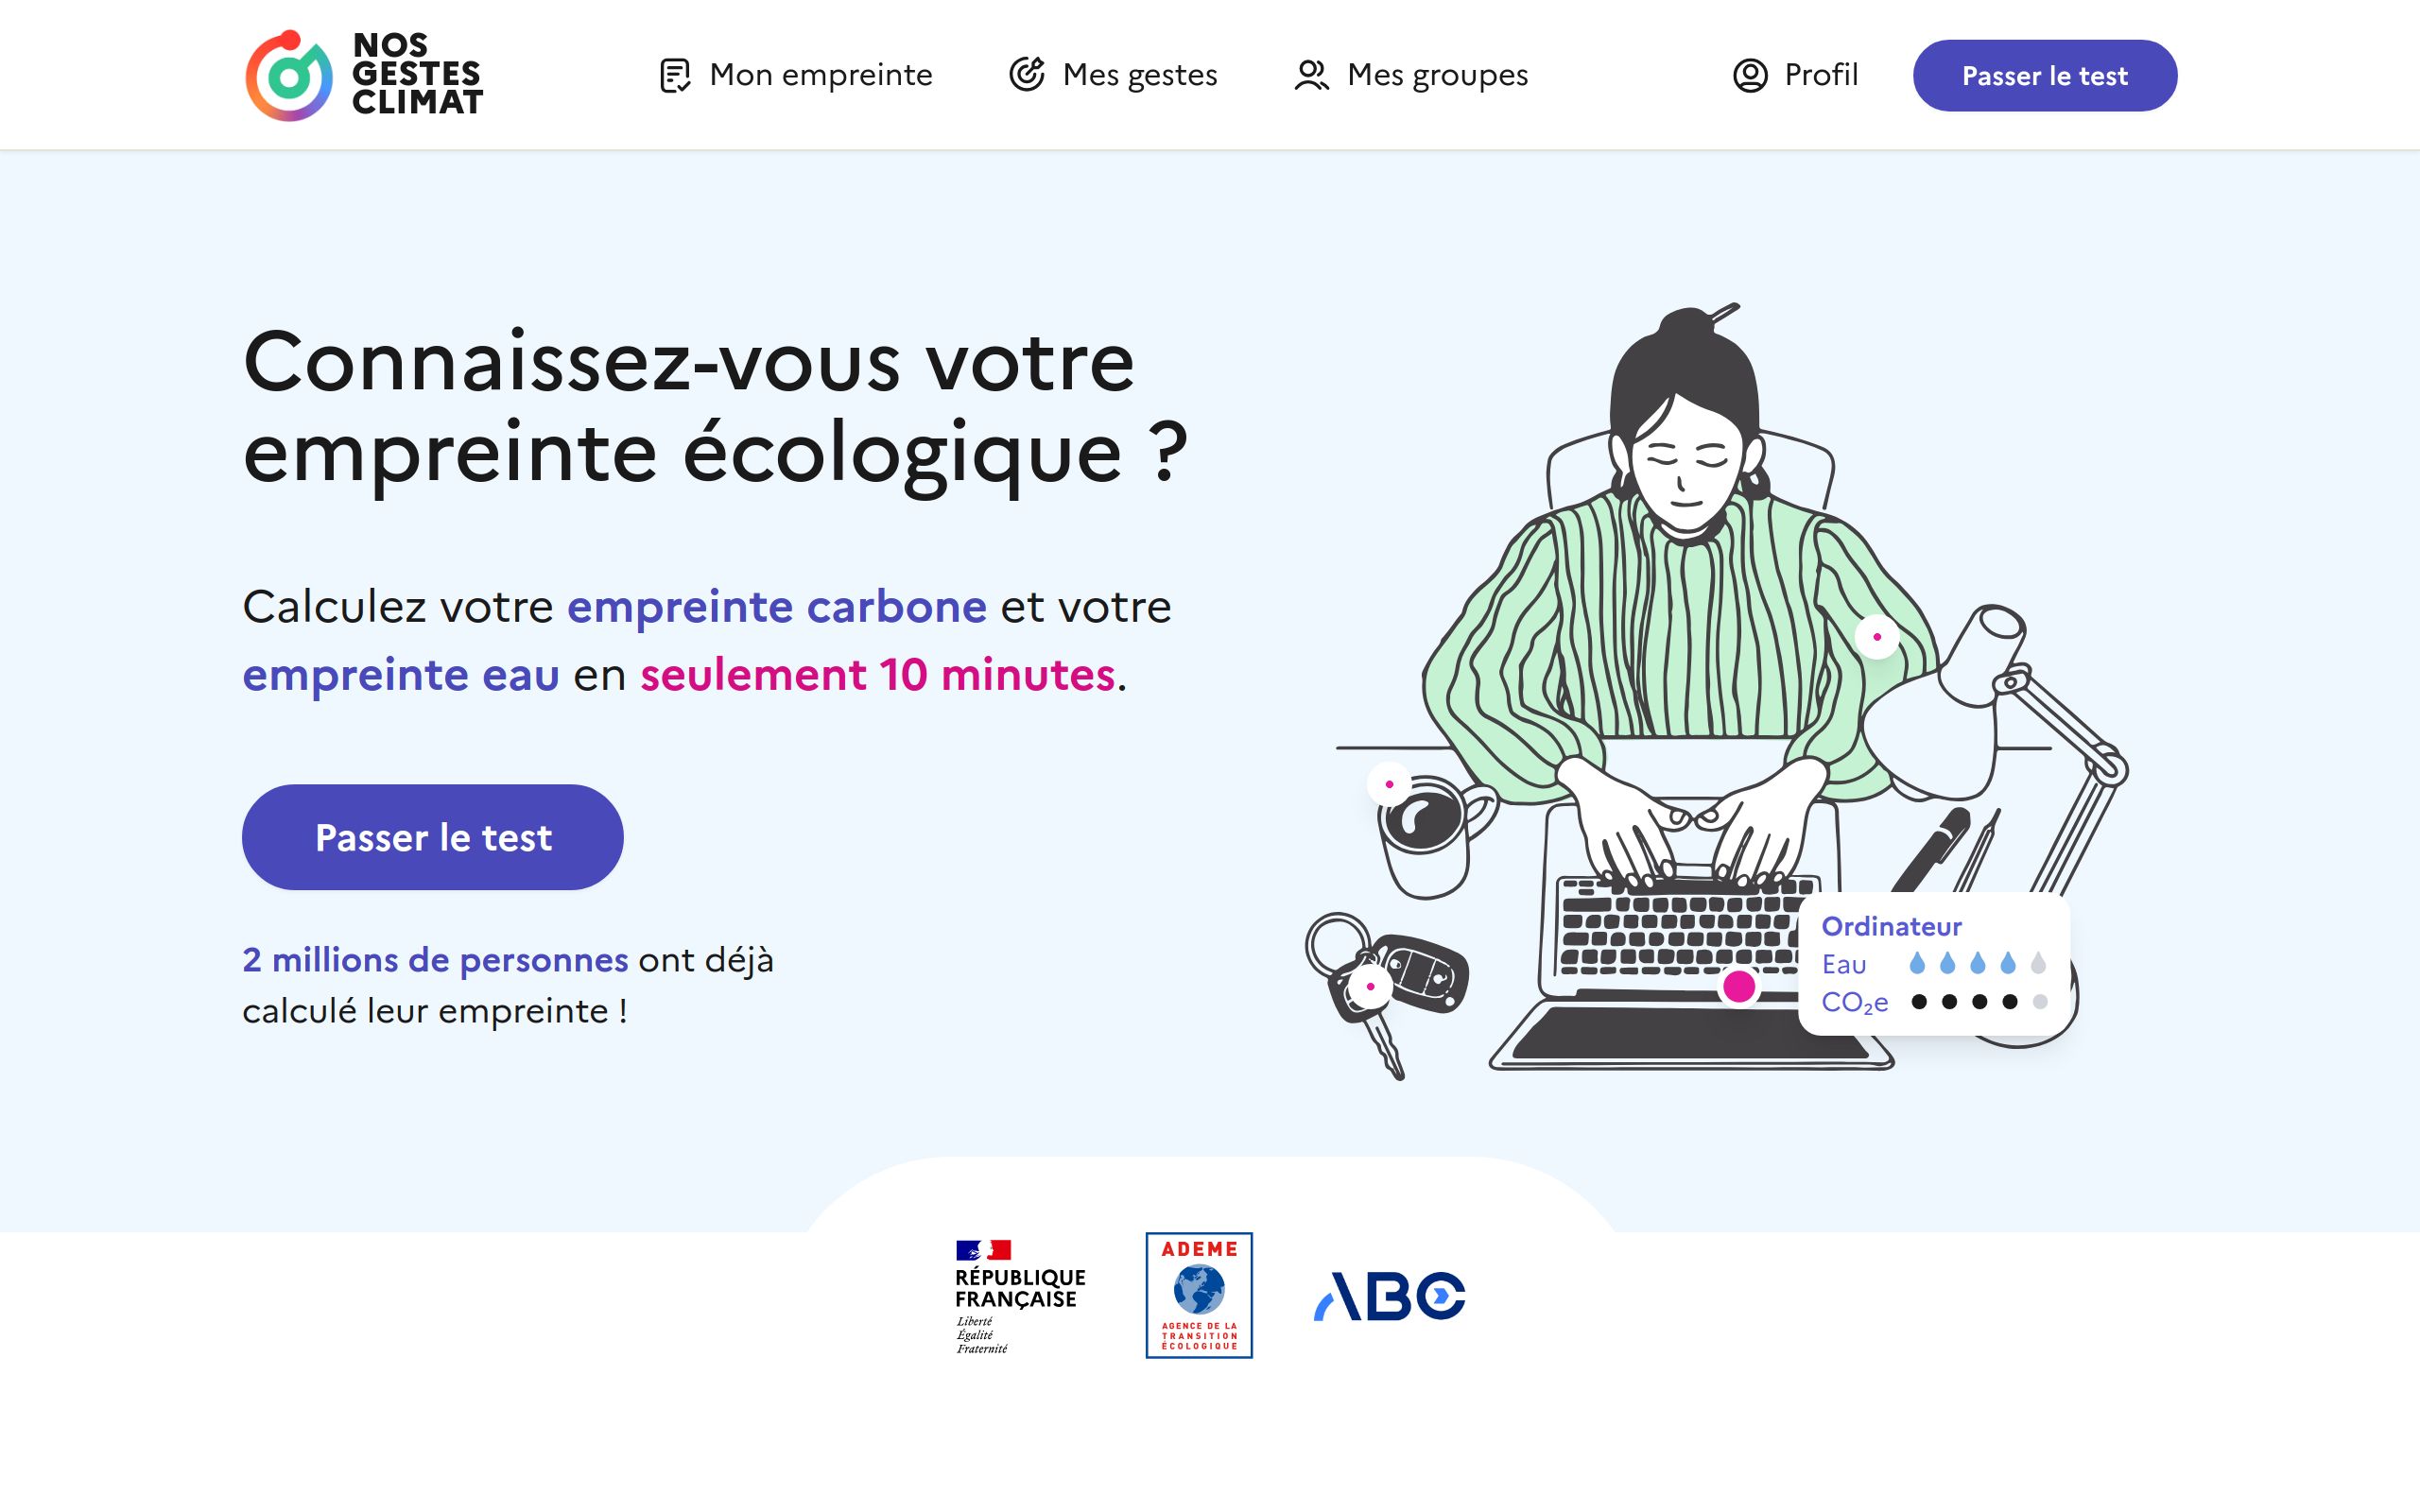 NOS
GESTES
CLIMAT
Mon empreinte
Mes gestes
Mes groupes
Profil
Passer le test
Connaissez-vous votre
empreinte écologique ?
Calculez votre empreinte carbone et votre
empreinte eau en seulement 10 minutes.
Passer le test
2 millions de personnes ont déjà
calculé leur empreinte !
Ordinateur
Eau
CO₂e
RÉPUBLIQUE
FRANÇAISE
Liberté
Égalité
Fraternité
ADEME
AGENCE DE LA
TRANSITION
ÉCOLOGIQUE
ABC